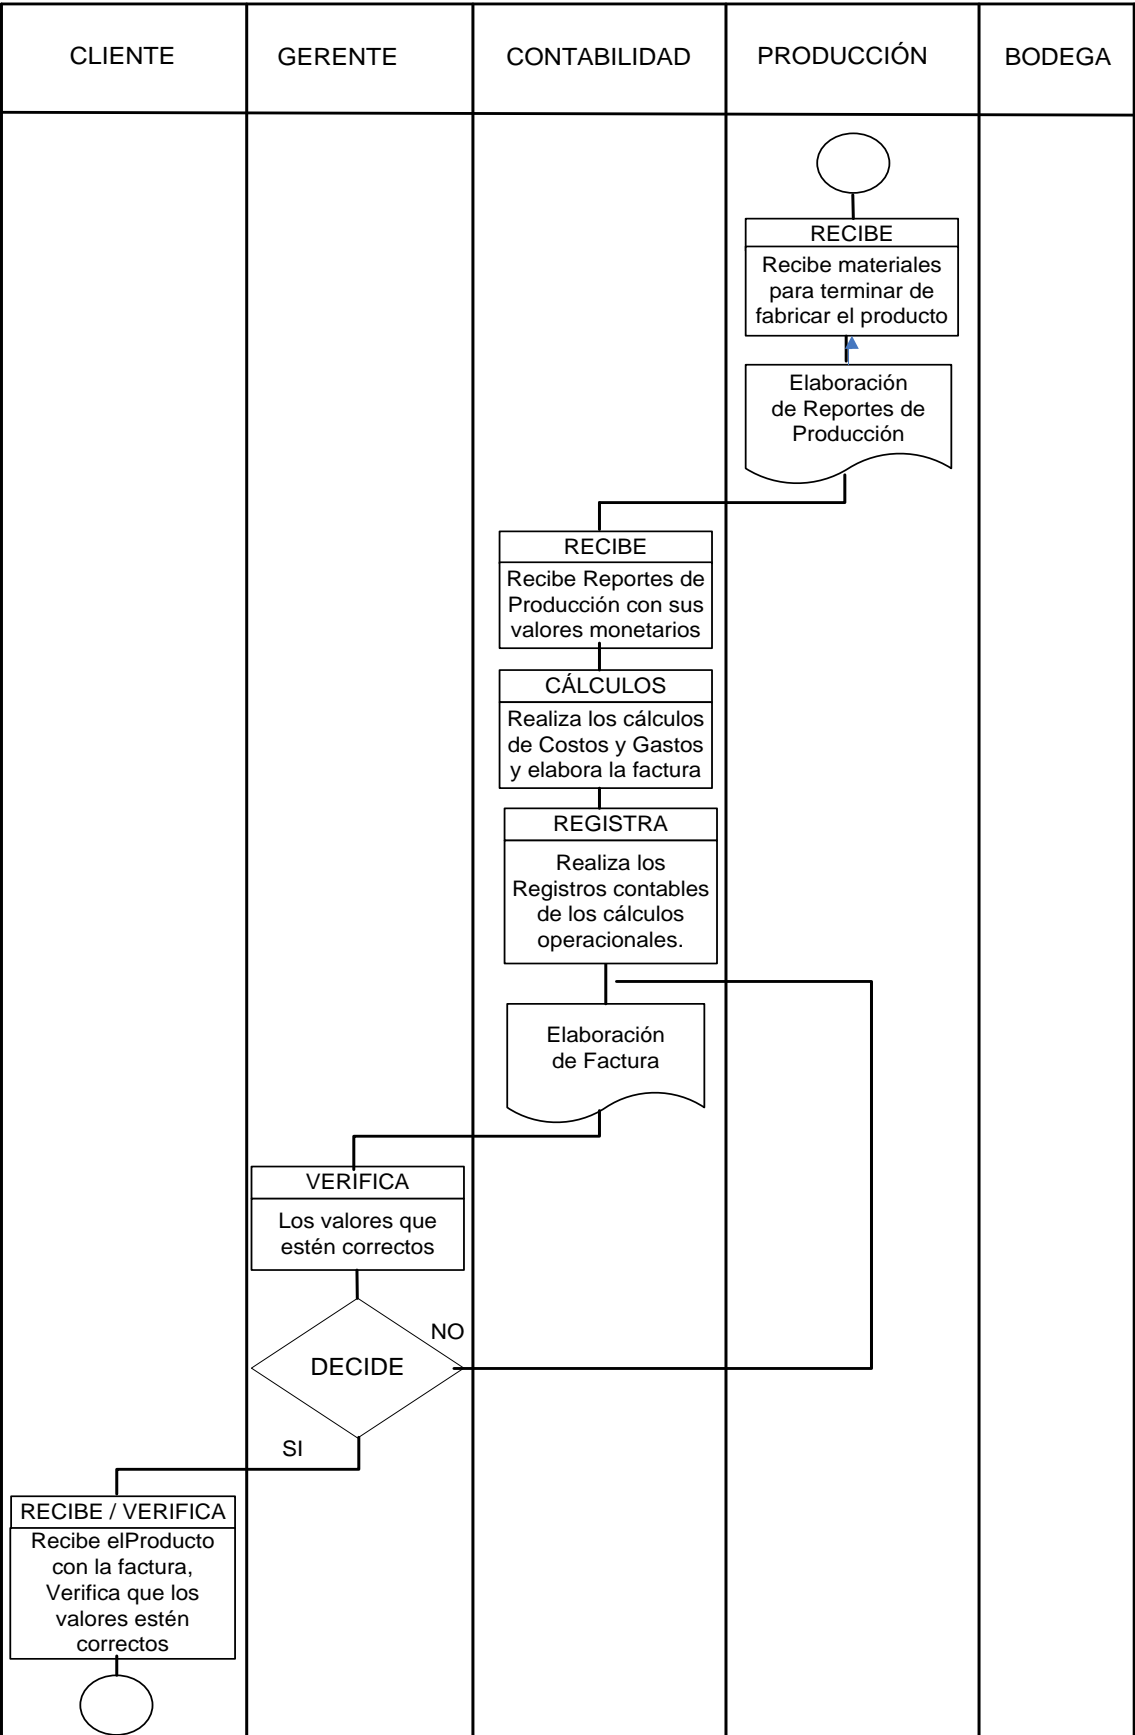 CLIENTE
GERENTE
CONTABILIDAD
PRODUCCIÓN
BODEGA
RECIBE
Recibe materiales
para terminar de
fabricar el producto
Elaboración
de Reportes de
Producción
RECIBE
Recibe Reportes de
Producción con sus
valores monetarios
CÁLCULOS
Realiza los cálculos
de Costos y Gastos
y elabora la factura
REGISTRA
Realiza los
Registros contables
de los cálculos
operacionales.
Elaboración
de Factura
VERIFICA
Los valores que
estén correctos
NO
DECIDE
SI
RECIBE / VERIFICA
Recibe elProducto
con la factura,
Verifica que los
valores estén
correctos